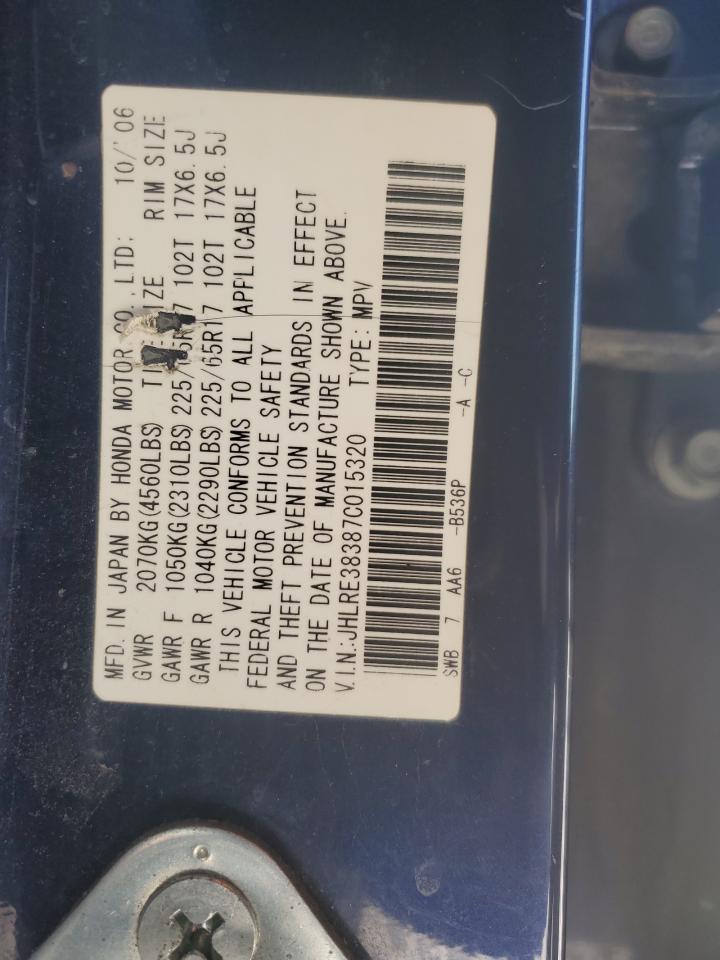 MFD. IN JAPAN BY HONDA MOTOR CO., LTD: 10/'06
GVWR 2070KG(4560LBS) RIM SIZE
GAWR F 1050KG(2310LBS) 102T 17X6.5J
GAWR R 1040KG(2290LBS) 225/65R17 102T 17X6.5J
THIS VEHICLE CONFORMS TO ALL APPLICABLE
FEDERAL MOTOR VEHICLE SAFETY
AND THEFT PREVENTION STANDARDS IN EFFECT
ON THE DATE OF MANUFACTURE SHOWN ABOVE.
V.I.N.:JHLRE38387C015320 TYPE: MPV
SWB 7 AA6 -B536P -A -C